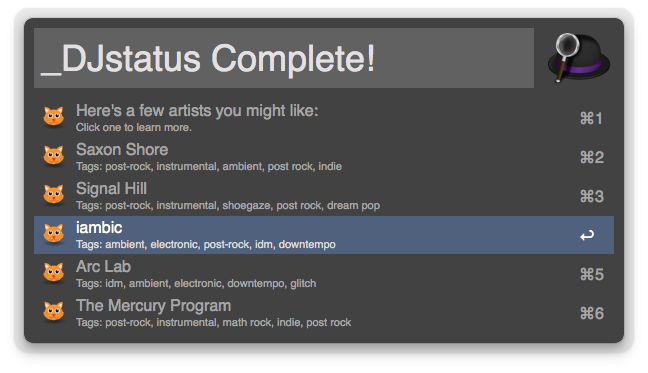 _DJstatus Complete!
Here's a few artists you might like:
Click one to learn more.
⌘1
Saxon Shore
Tags: post-rock, instrumental, ambient, post rock, indie
⌘2
Signal Hill
Tags: post-rock, instrumental, shoegaze, post rock, dream pop
⌘3
iambic
Tags: ambient, electronic, post-rock, idm, downtempo
↩
Arc Lab
Tags: idm, ambient, electronic, downtempo, glitch
⌘5
The Mercury Program
Tags: post-rock, instrumental, math rock, indie, post rock
⌘6